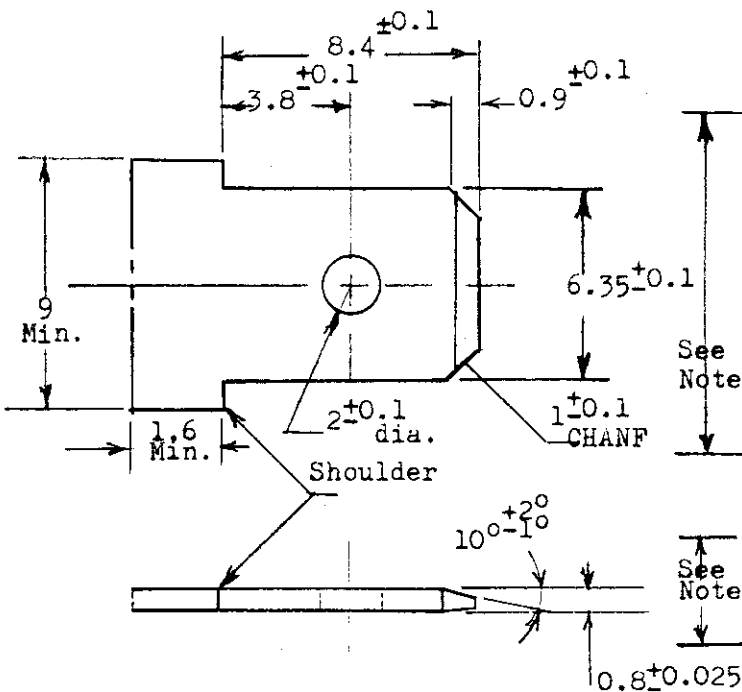 8.4±0.1
3.8±0.1
0.9±0.1
9
Min.
6.35±0.1
See
Note
2±0.1
dia.
1±0.1
CHANF
1.6
Min.
Shoulder
10°+2°-1°
See
Note
0.8±0.025